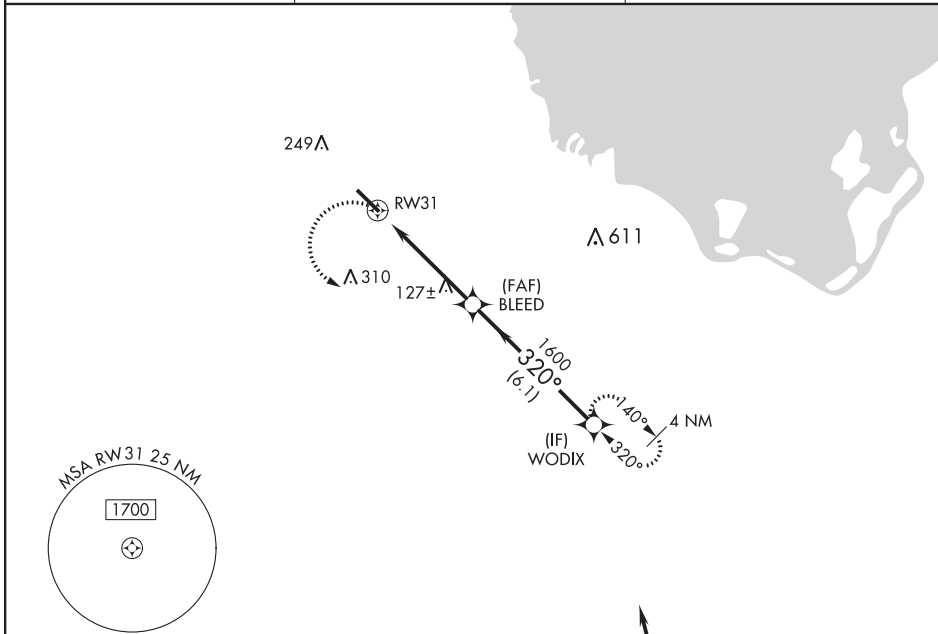 249
RW31
611
310
127±
(FAF)
BLEED
1600
320°
(6.1)
140°
4 NM
320°
(IF)
WODIX
MSA RW31 25 NM
1700